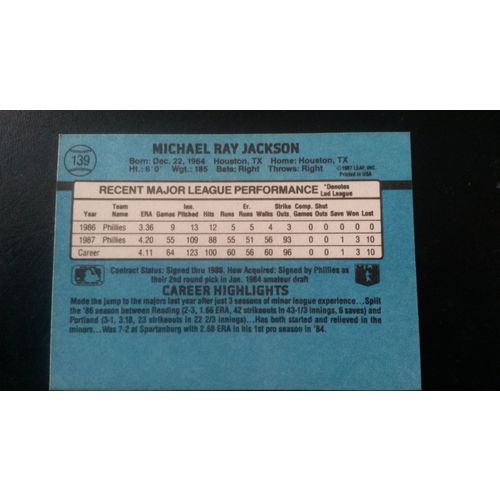 139
MICHAEL RAY JACKSON
Born: Dec. 22, 1964 Houston, TX Home: Houston, TX
Ht.: 6'0" Wgt.: 185 Bats: Right Throws: Right
©1987 LEAF, INC.
Printed in USA
RECENT MAJOR LEAGUE PERFORMANCE *Denotes Led League
Year Team Name ERA Games Inn. Pitched Hits Runs Er. Runs Walks Strike Outs Comp. Games Shut Outs Save Won Lost
1986 Phillies 3.36 9 13 12 5 5 4 3 0 0 0 0 0
1987 Phillies 4.20 55 109 88 55 51 56 93 0 0 1 3 10
Career 4.11 64 123 100 60 56 60 96 0 0 1 3 10
Contract Status: Signed thru 1988. How Acquired: Signed by Phillies as
their 2nd round pick in Jan. 1984 amateur draft
CAREER HIGHLIGHTS
Made the jump to the majors last year after just 3 seasons of minor league experience...Split
the '86 season between Reading (2-3, 1.66 ERA, 42 strikeouts in 43-1/3 innings, 6 saves) and
Portland (3-1, 3.18, 23 strikeouts in 22 2/3 innings)...Has both started and relieved in the
minors...Was 7-2 at Spartanburg with 2.68 ERA in his 1st pro season in '84.